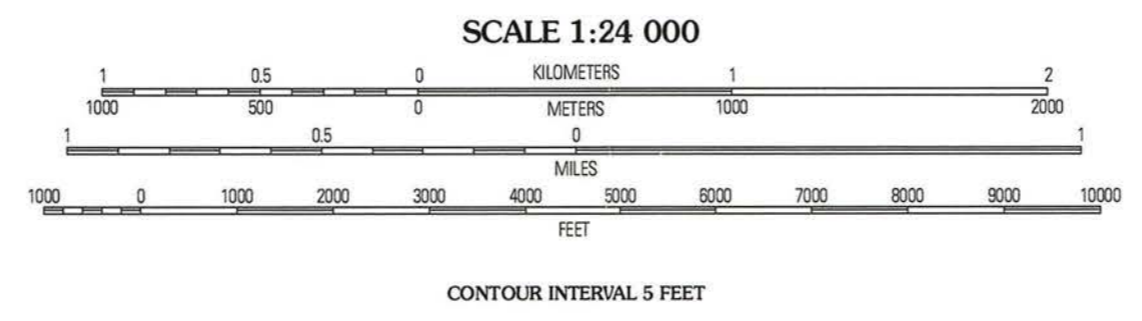 SCALE 1:24 000
1 0.5 0 KILOMETERS 1 2
1000 500 0 METERS 1000 2000
1 0.5 0 1
MILES
1000 0 1000 2000 3000 4000 5000 6000 7000 8000 9000 10000
FEET
CONTOUR INTERVAL 5 FEET